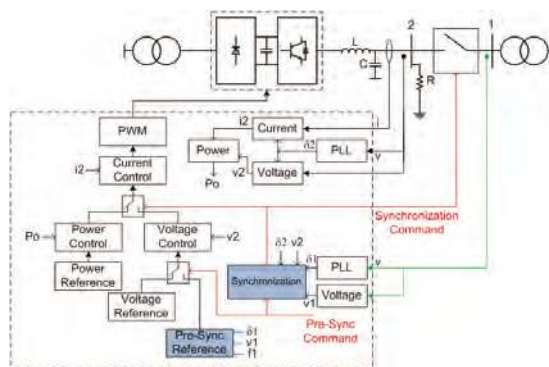 L
2
1
C
R
PWM
i2
Current
i
Power
δ2
PLL
v
v2
Voltage
Po
i2
Current
Control
Synchronization
Command
Po
Power
Control
Voltage
Control
v2
δ2
v2
δ1
PLL
v
Power
Reference
Synchronization
Voltage
Reference
v1
Voltage
Pre-Sync
Reference
δ1
v1
f1
Pre-Sync
Command